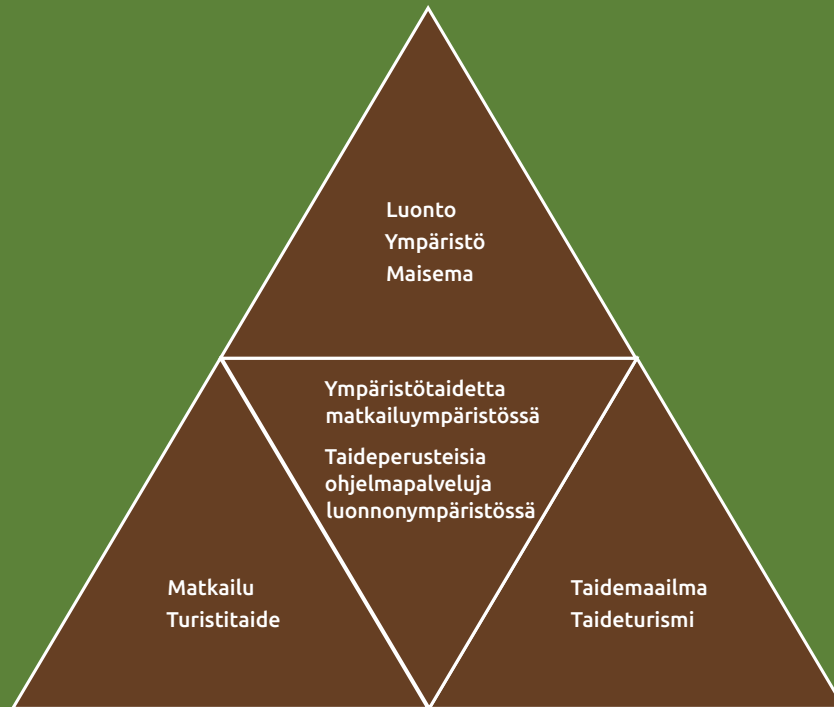 Luonto
Ympäristö
Maisema
Ympäristötaidetta
matkailuympäristössä
Taideperusteisia
ohjelmapalveluja
luonnonympäristössä
Matkailu
Turistitaide
Taidemaailma
Taideturismi